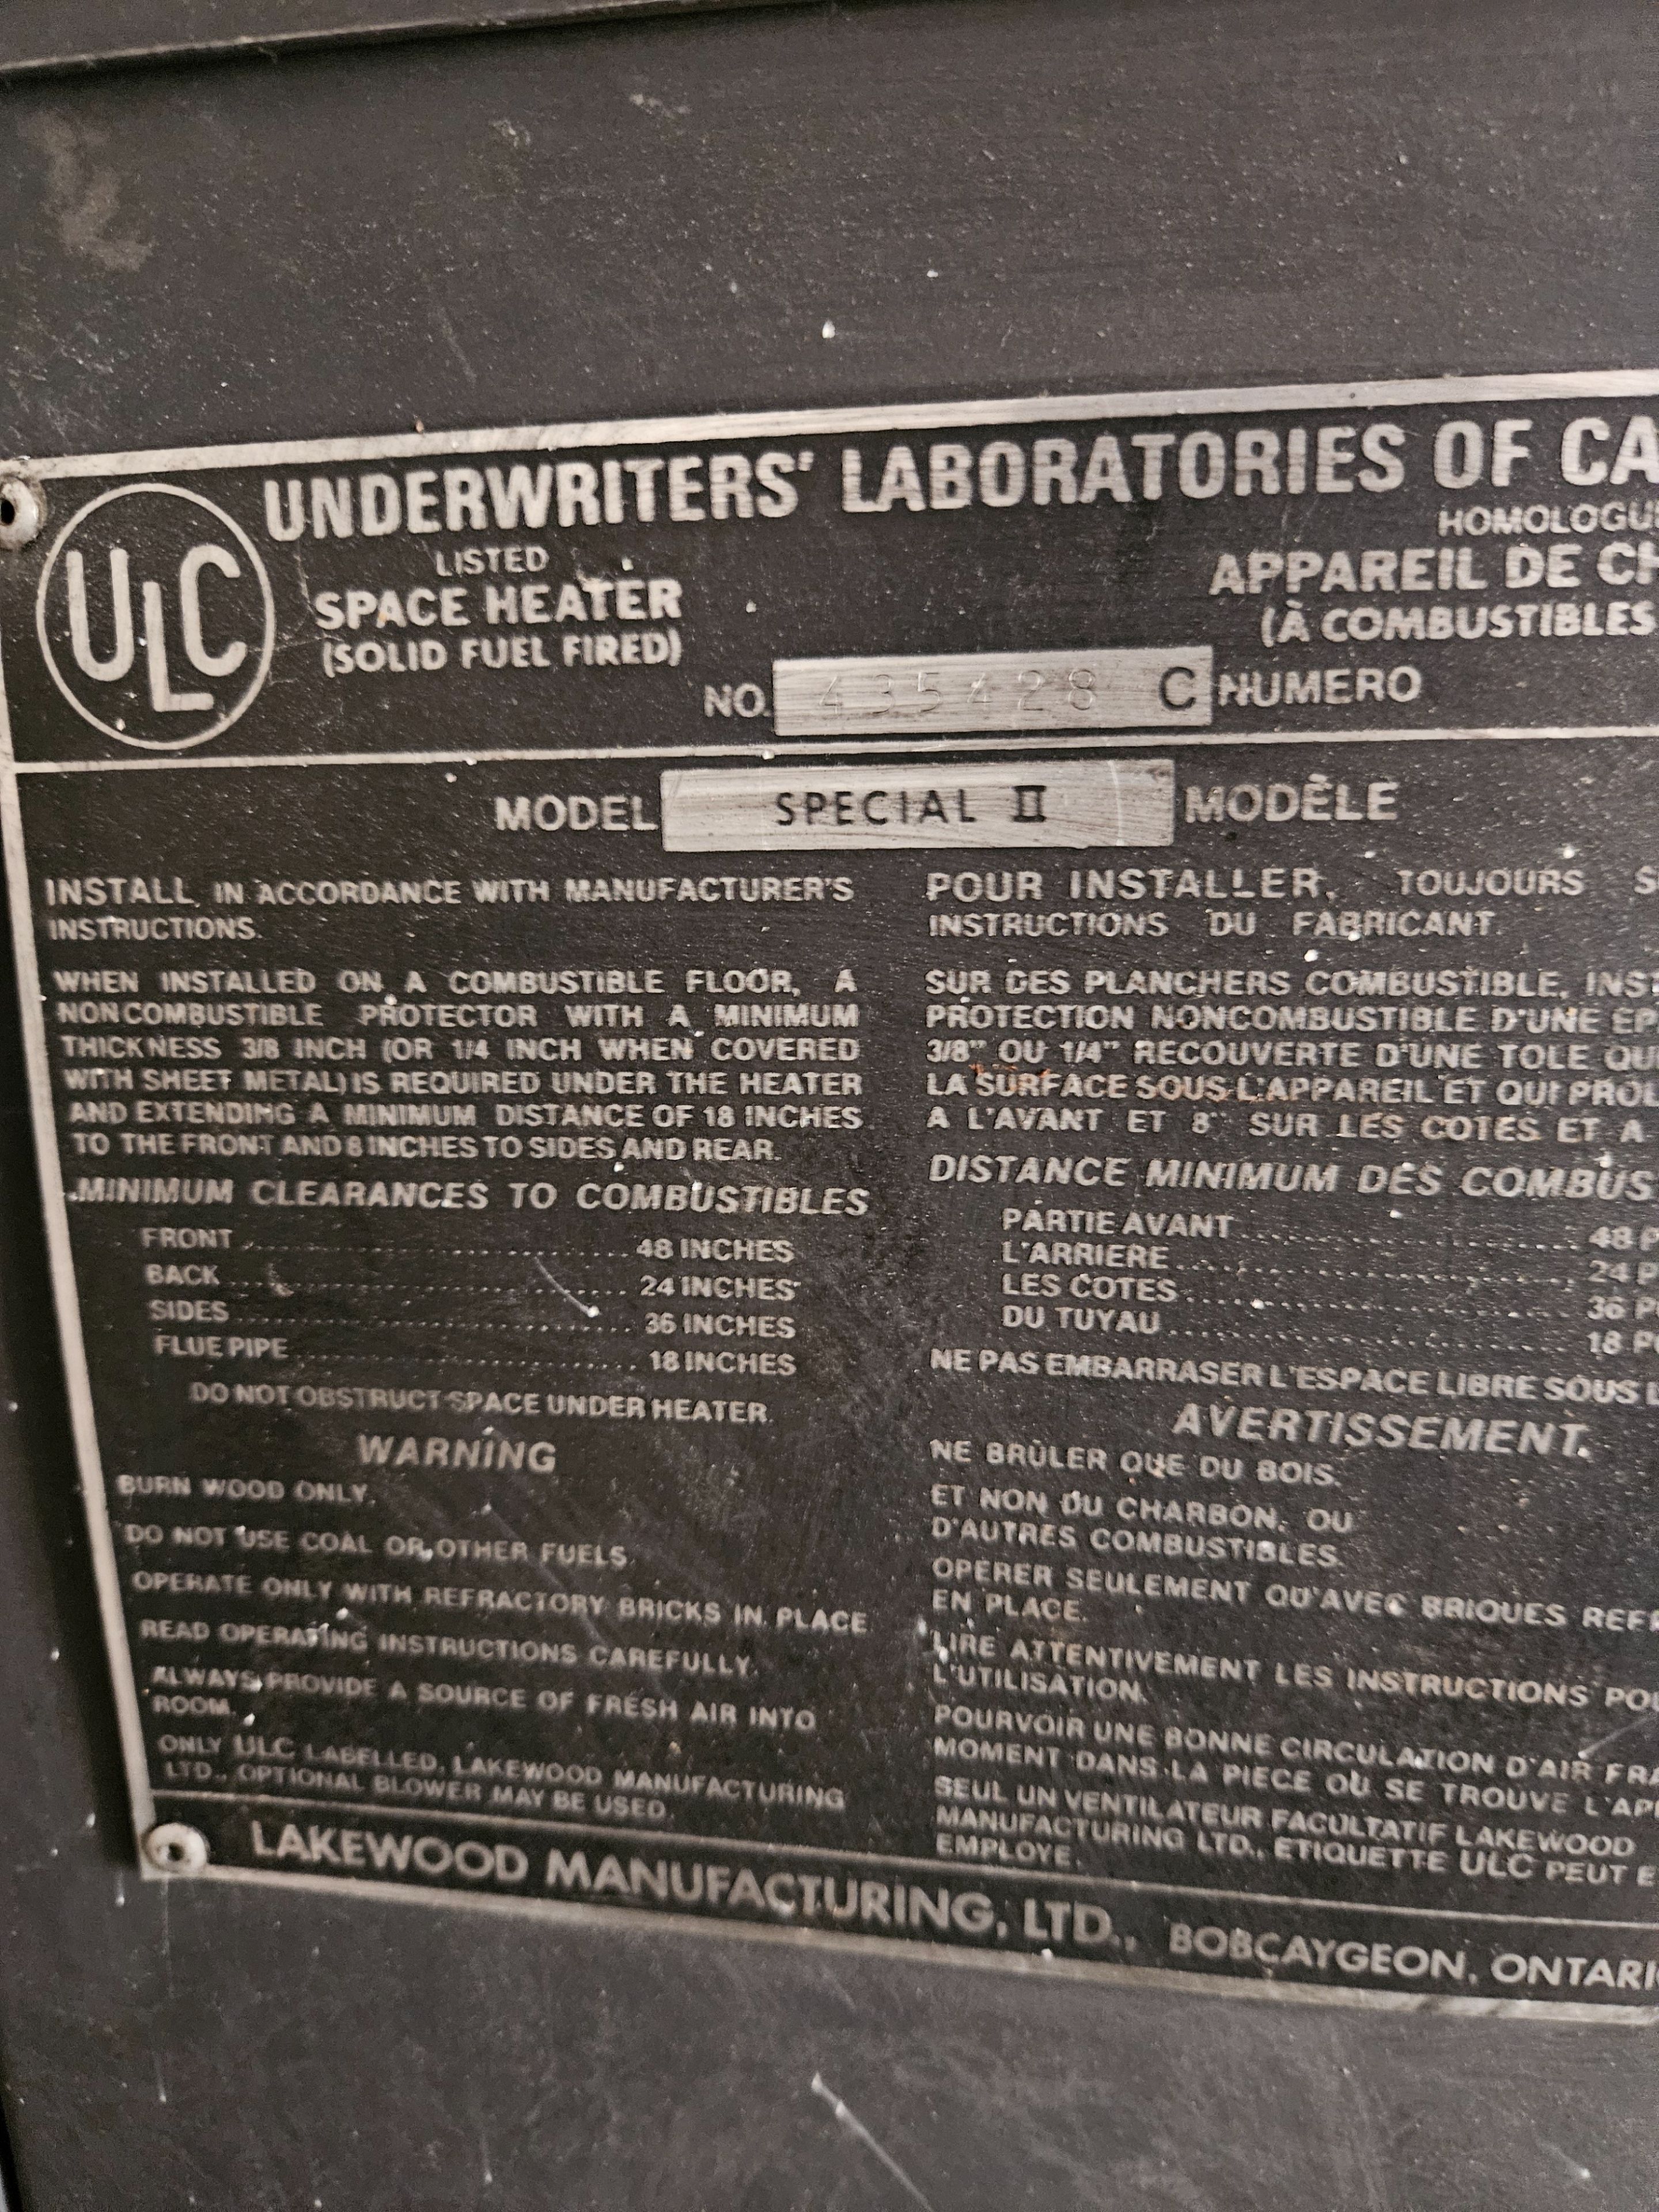 ULC
UNDERWRITERS' LABORATORIES OF CA
LISTED
SPACE HEATER
(SOLID FUEL FIRED)
HOMOLOGU
APPAREIL DE CH
(À COMBUSTIBLES
NO. 435428 C NUMERO
MODEL SPECIAL II MODÈLE
INSTALL IN ACCORDANCE WITH MANUFACTURER'S
INSTRUCTIONS.
WHEN INSTALLED ON A COMBUSTIBLE FLOOR, A
NONCOMBUSTIBLE PROTECTOR WITH A MINIMUM
THICKNESS 3/8 INCH (OR 1/4 INCH WHEN COVERED
WITH SHEET METAL) IS REQUIRED UNDER THE HEATER
AND EXTENDING A MINIMUM DISTANCE OF 18 INCHES
TO THE FRONT AND 8 INCHES TO SIDES AND REAR.
MINIMUM CLEARANCES TO COMBUSTIBLES
FRONT 48 INCHES
BACK 24 INCHES
SIDES 36 INCHES
FLUE PIPE 18 INCHES
DO NOT OBSTRUCT SPACE UNDER HEATER.
WARNING
BURN WOOD ONLY.
DO NOT USE COAL OR OTHER FUELS.
OPERATE ONLY WITH REFRACTORY BRICKS IN PLACE
READ OPERATING INSTRUCTIONS CAREFULLY.
ALWAYS PROVIDE A SOURCE OF FRESH AIR INTO
ROOM.
ONLY ULC LABELLED, LAKEWOOD MANUFACTURING
LTD., OPTIONAL BLOWER MAY BE USED.
POUR INSTALLER, TOUJOURS S
INSTRUCTIONS DU FABRICANT.
SUR DES PLANCHERS COMBUSTIBLE, INST
PROTECTION NONCOMBUSTIBLE D'UNE EP
3/8" OU 1/4" RECOUVERTE D'UNE TOLE QU
LA SURFACE SOUS L'APPAREIL ET QUI PROL
A L'AVANT ET 8" SUR LES COTES ET A
DISTANCE MINIMUM DES COMBUS
PARTIE AVANT 48 P
L'ARRIERE 24 P
LES COTES 36 P
DU TUYAU 18 P
NE PAS EMBARRASER L'ESPACE LIBRE SOUS L
AVERTISSEMENT.
NE BRÛLER QUE DU BOIS.
ET NON DU CHARBON, OU
D'AUTRES COMBUSTIBLES.
OPERER SEULEMENT QU'AVEC BRIQUES REFR
EN PLACE.
LIRE ATTENTIVEMENT LES INSTRUCTIONS POU
L'UTILISATION.
POURVOIR UNE BONNE CIRCULATION D'AIR FRA
MOMENT DANS LA PIECE OÙ SE TROUVE L'APP
SEUL UN VENTILATEUR FACULTATIF LAKEWOOD
MANUFACTURING LTD., ETIQUETTE ULC PEUT E
EMPLOYE.
LAKEWOOD MANUFACTURING, LTD., BOBCAYGEON, ONTARI